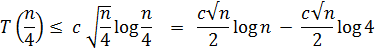 T(n/4) ≤ c √(n/4) log n/4 = c√n/2 log n − c√n/2 log 4